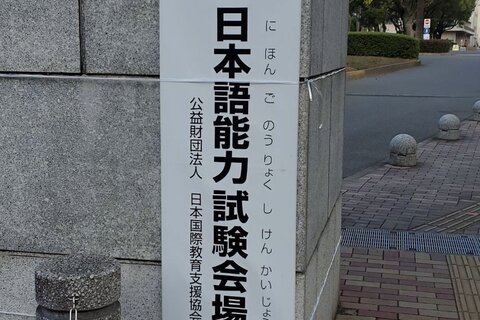 日本語能力試験会場
に ほん ご のう りょく し けん かい じょ
公益財団法人 日本国際教育支援協会